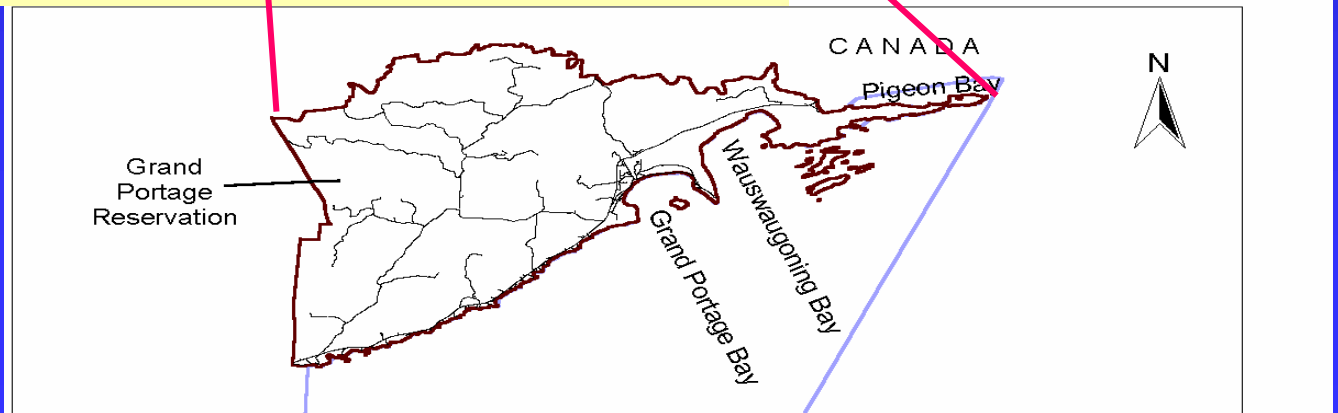 CANADA
N
Pigeon Bay
Grand
Portage
Reservation
Wauswaugoning Bay
Grand Portage Bay